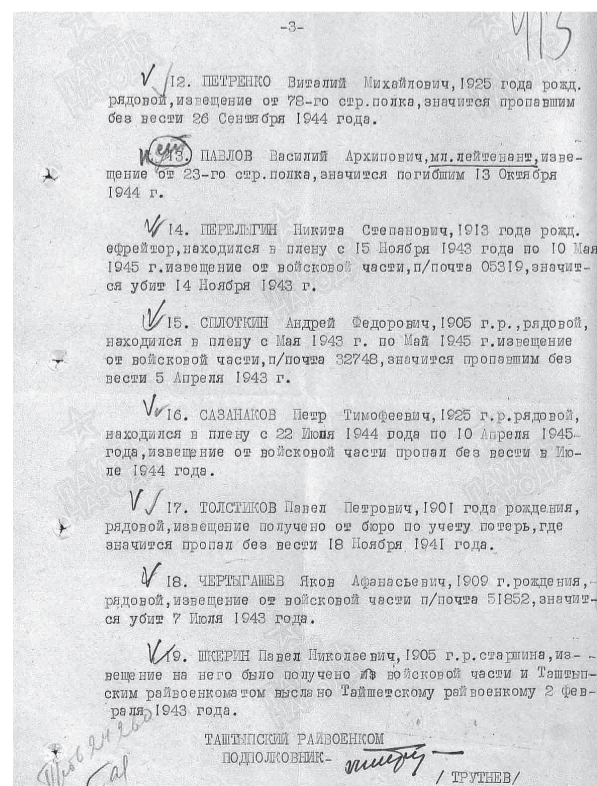 -3-
413
12. ПЕТРЕНКО Виталий Михайлович,1925 года рожд.
рядовой,извещение от 78-го стр.полка,значится пропавшим
без вести 26 Сентября 1944 года.
13. ПАВЛОВ Василий Архипович,мл.лейтенант,изве-
щение от 23-го стр.полка,значится погибшим 13 Октября
1944 г.
14. ПЕРЕЛЫГИН Никита Степанович,1913 года рожд.
ефрейтор,находился в плену с 15 Ноября 1943 года по 10 Мая
1945 г.извещение от войсковой части,п/почта 05319,значит-
ся убит 14 Ноября 1943 г.
15. СПЛОТКИН Андрей Федорович,1905 г.р.,рядовой,
находился в плену с Мая 1943 г. по Май 1945 г.извещение
от войсковой части,п/почта 32748,значится пропавшим без
вести 5 Апреля 1943 г.
16. САЗАНАКОВ Петр Тимофеевич,1925 г.р.рядовой,
находился в плену с 22 Июля 1944 года по 10 Апреля 1945
года,извещение от войсковой части пропал без вести в Ию-
ле 1944 года.
17. ТОЛСТИКОВ Павел Петрович,1901 года рождения,
рядовой,извещение получено от бюро по учету потерь,где
значится пропал без вести 18 Ноября 1941 года.
18. ЧЕРТЫГАШЕВ Яков Афанасьевич,1909 г.рождения,
рядовой,извещение от войсковой части п/почта 51852,значит-
ся убит 7 Июля 1943 года.
19. ШКЕРИН Павел Николаевич,1905 г.р.старшина,из-
вещение на него было получено из войсковой части и Таштып-
ским райвоенкоматом выслано Тайшетскому райвоенкому 2 Фев-
раля 1943 года.
ТАШТЫПСКИЙ РАЙВОЕНКОМ
ПОДПОЛКОВНИК-
/ ТРУТНЕВ/